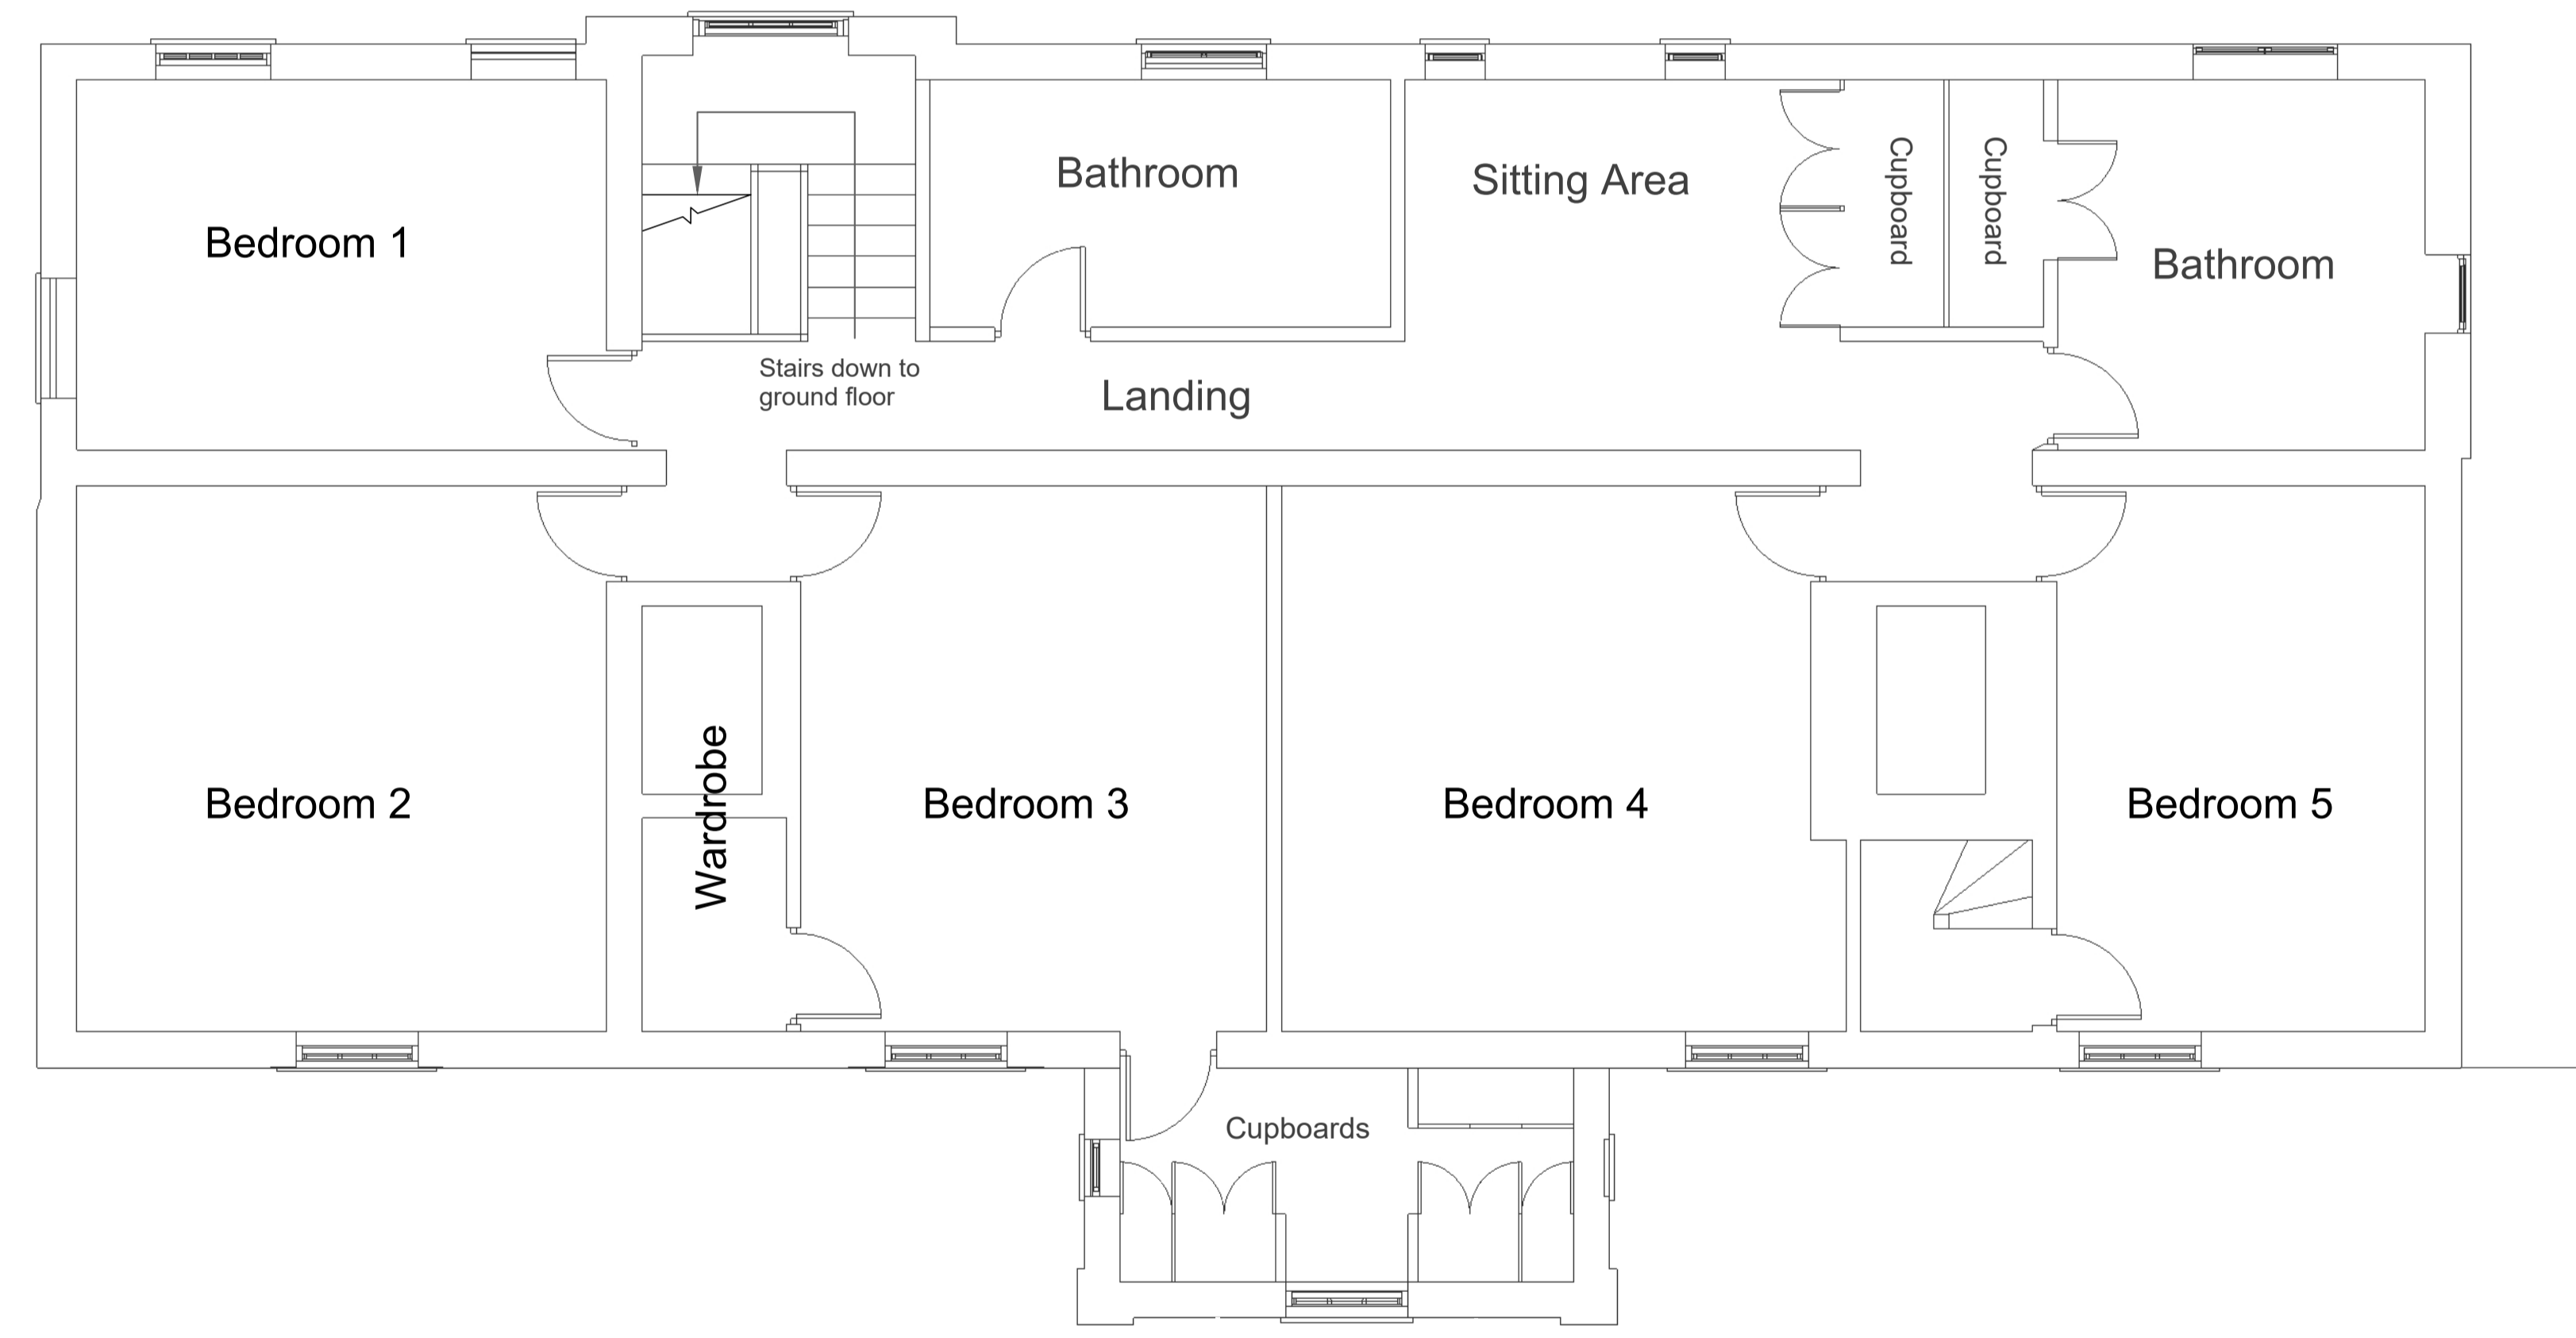 Bedroom 1
Bathroom
Sitting Area
Cupboard
Cupboard
Bathroom
Stairs down to
ground floor
Landing
Bedroom 2
Wardrobe
Bedroom 3
Bedroom 4
Bedroom 5
Cupboards